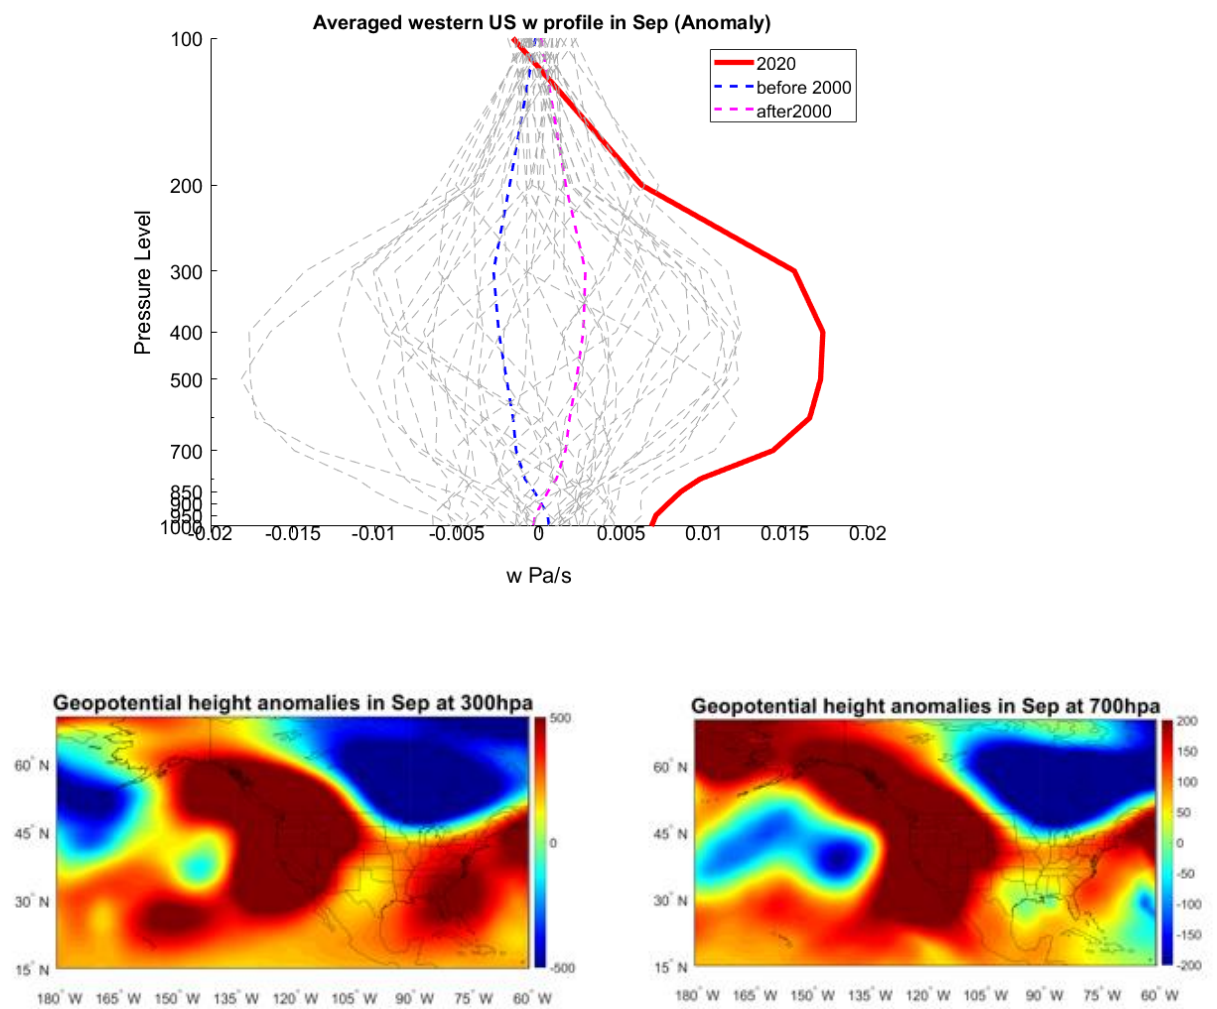 Averaged western US w profile in Sep (Anomaly)
100
200
300
400
500
700
850
900
950
1000
Pressure Level
2020
before 2000
after2000
-0.02 -0.015 -0.01 -0.005 0 0.005 0.01 0.015 0.02
w Pa/s
Geopotential height anomalies in Sep at 300hpa
500
0
-500
60° N
45° N
30° N
15° N
180° W 165° W 150° W 135° W 120° W 105° W 90° W 75° W 60° W
Geopotential height anomalies in Sep at 700hpa
200
150
100
50
0
-50
-100
-150
-200
60° N
45° N
30° N
15° N
180° W 165° W 150° W 135° W 120° W 105° W 90° W 75° W 60° W